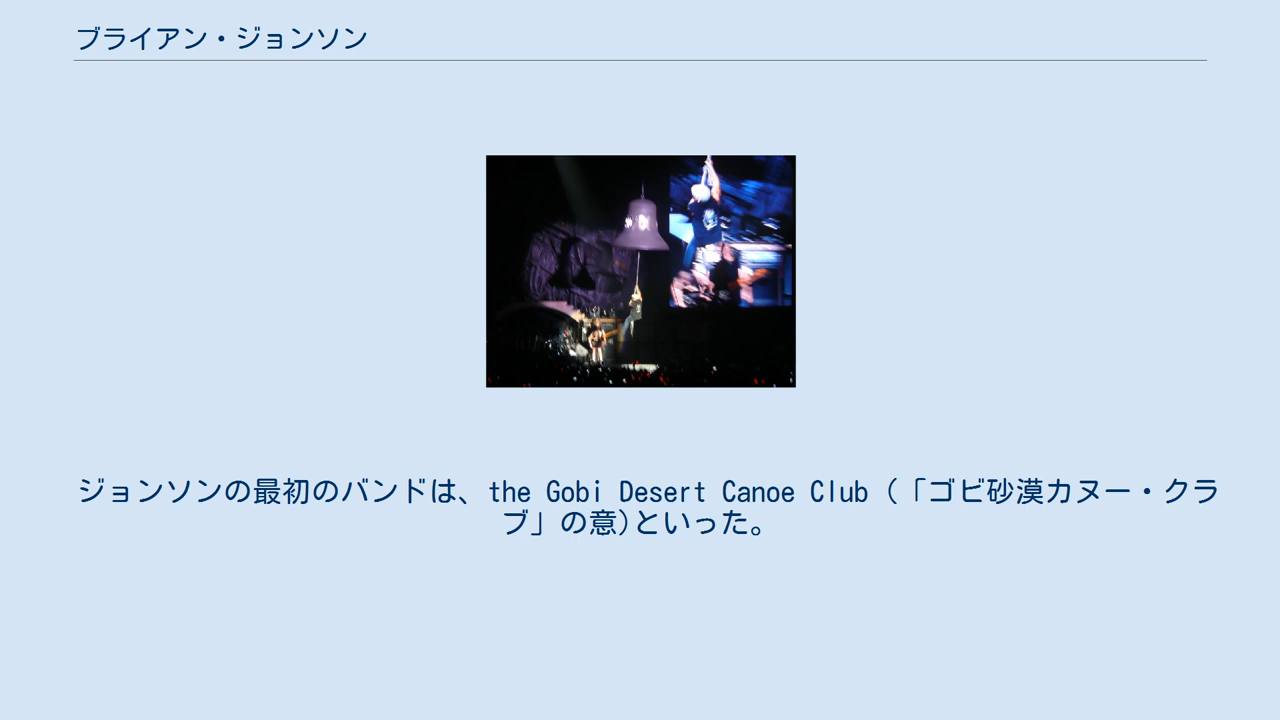 ブライアン・ジョンソン
ジョンソンの最初のバンドは、the Gobi Desert Canoe Club (「ゴビ砂漠カヌー・クラ
ブ」の意)といった。